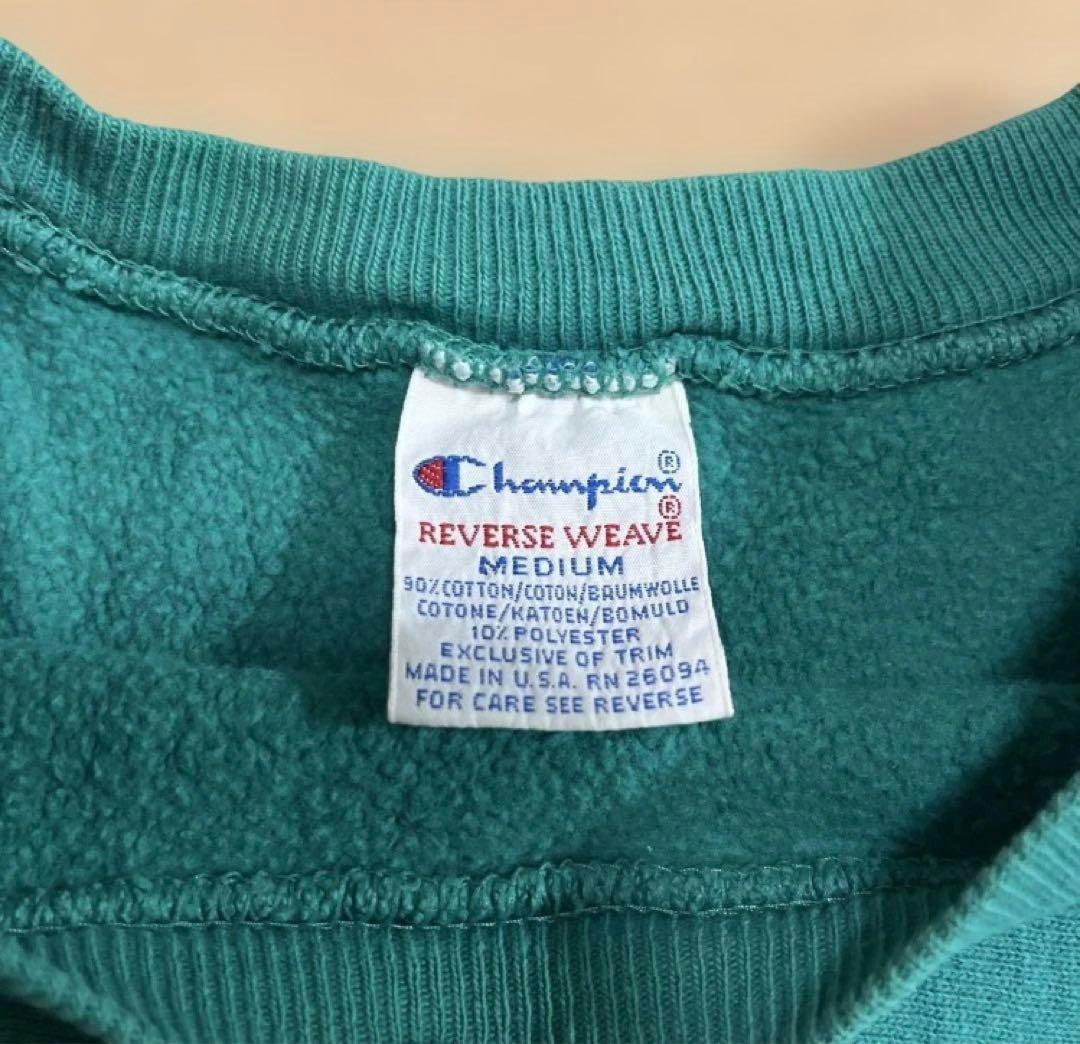 Champion®
REVERSE WEAVE®
MEDIUM
90% COTTON/COTON/BAUMWOLLE
COTONE/KATOEN/BOMULD
10% POLYESTER
EXCLUSIVE OF TRIM
MADE IN U.S.A. RN 26094
FOR CARE SEE REVERSE